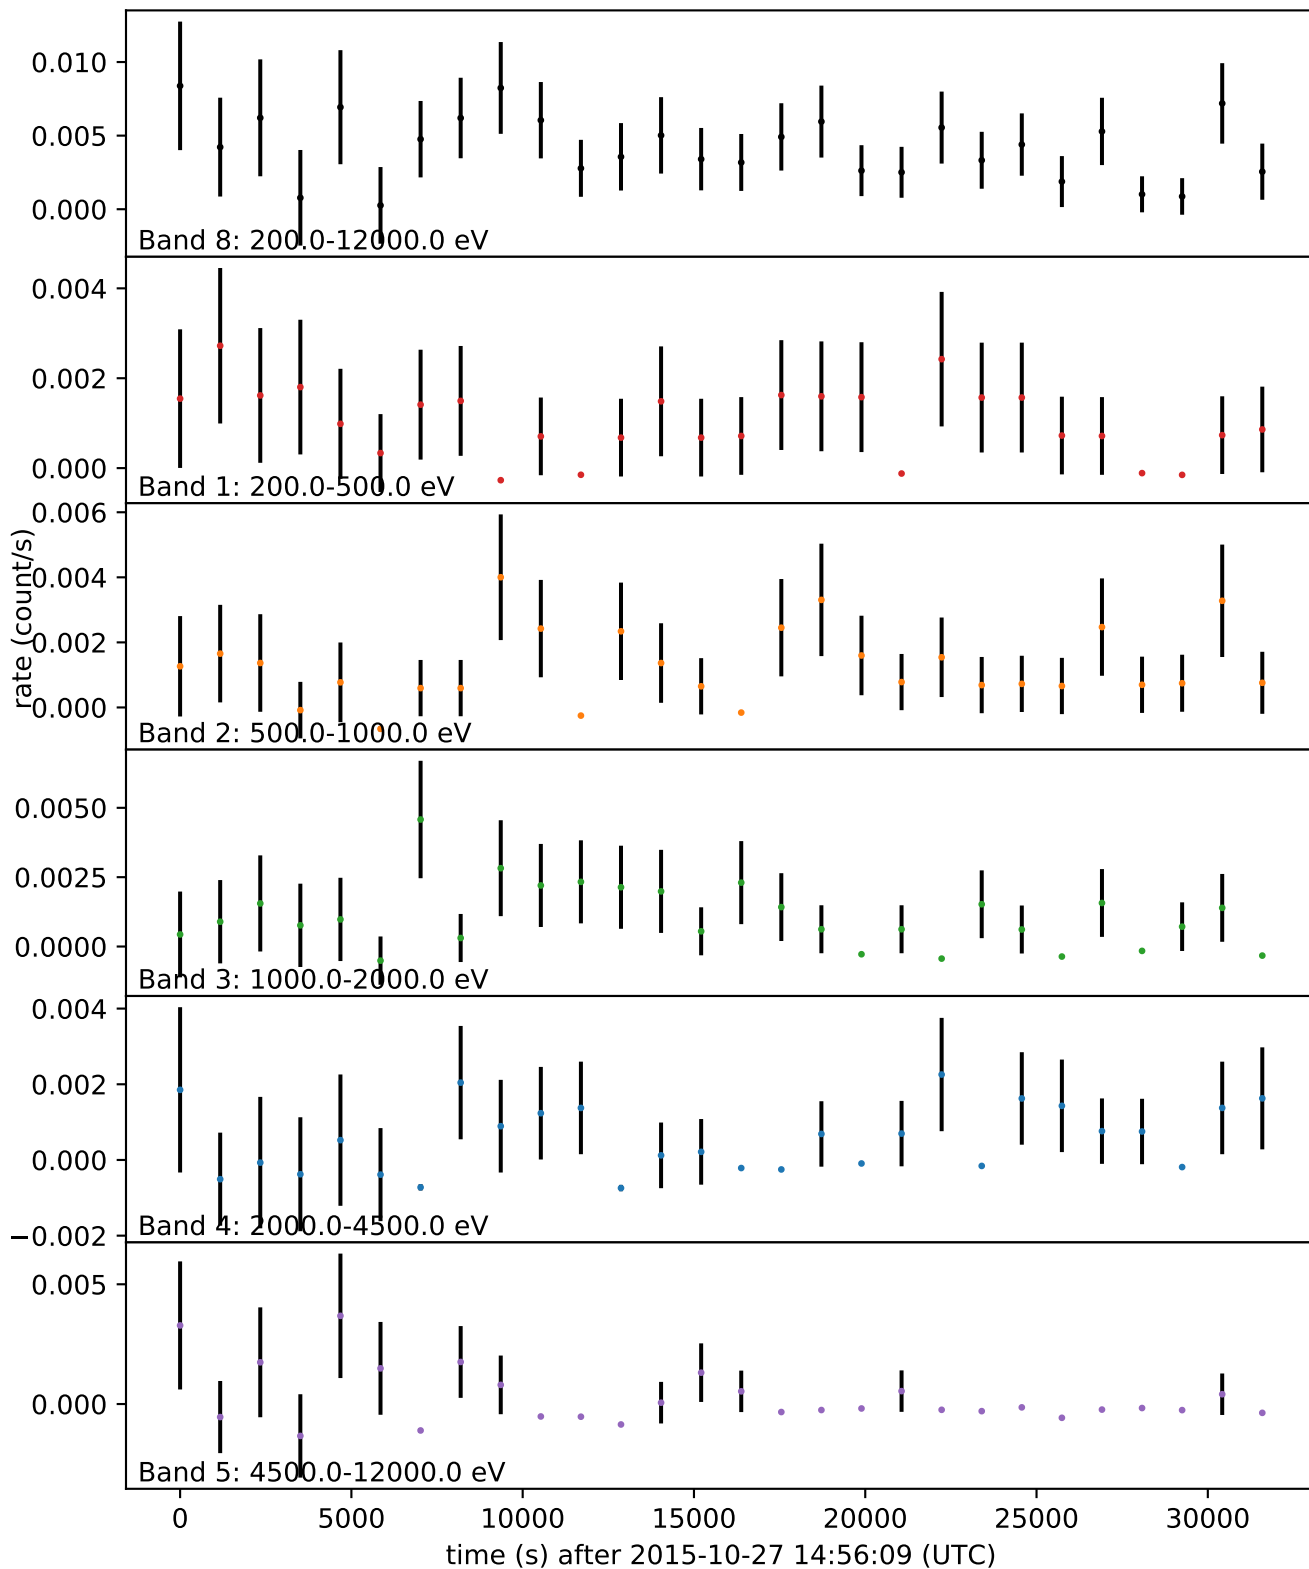 0.010
0.005
0.000
Band 8: 200.0-12000.0 eV
0.004
0.002
0.000
Band 1: 200.0-500.0 eV
rate (count/s)
0.006
0.004
0.002
0.000
Band 2: 500.0-1000.0 eV
0.0050
0.0025
0.0000
Band 3: 1000.0-2000.0 eV
0.004
0.002
0.000
−0.002
Band 4: 2000.0-4500.0 eV
0.005
0.000
Band 5: 4500.0-12000.0 eV
0 5000 10000 15000 20000 25000 30000
time (s) after 2015-10-27 14:56:09 (UTC)